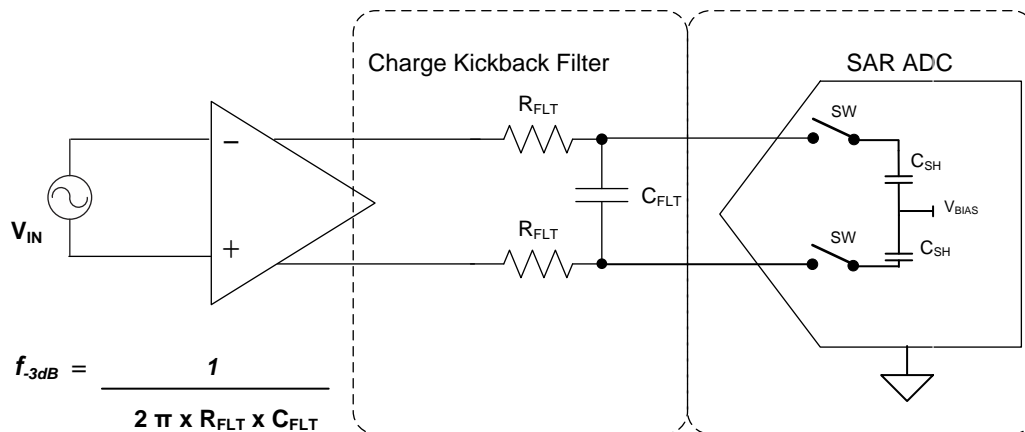 Charge Kickback Filter
SAR ADC
R_FLT
SW
C_SH
−
C_FLT
V_BIAS
V_IN
R_FLT
SW
C_SH
+
f_-3dB = 1
2 π x R_FLT x C_FLT